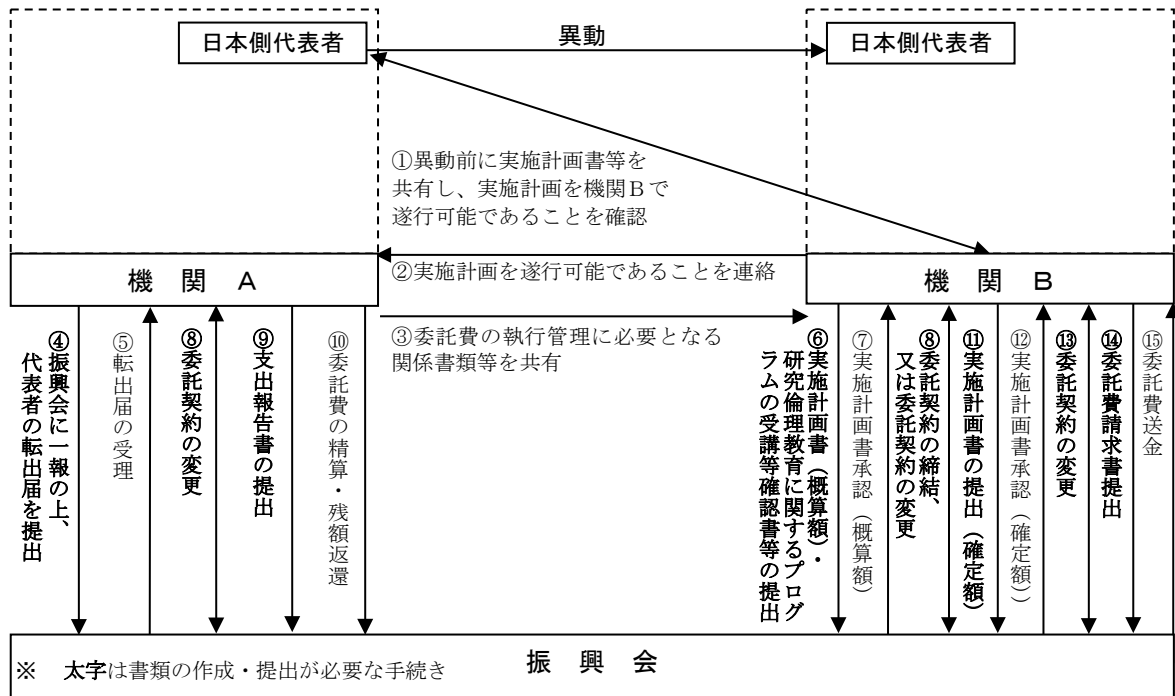 日本側代表者
異動
日本側代表者
①異動前に実施計画書等を
共有し、実施計画を機関Bで
遂行可能であることを確認
機 関 A
②実施計画を遂行可能であることを連絡
機 関 B
③委託費の執行管理に必要となる
関係書類等を共有
④振興会に一報の上、
代表者の転出届を提出
⑤転出届の受理
⑧委託契約の変更
⑨支出報告書の提出
⑩委託費の精算・残額返還
⑥実施計画書(概算額)・
研究倫理教育に関するプログ
ラムの受講等確認書等の提出
⑦実施計画書承認(概算額)
⑧委託契約の締結、
又は委託契約の変更
⑪実施計画書の提出(確定額)
⑫実施計画書承認(確定額))
⑬委託契約の変更
⑭委託費請求書提出
⑮委託費送金
※ 太字は書類の作成・提出が必要な手続き
振 興 会